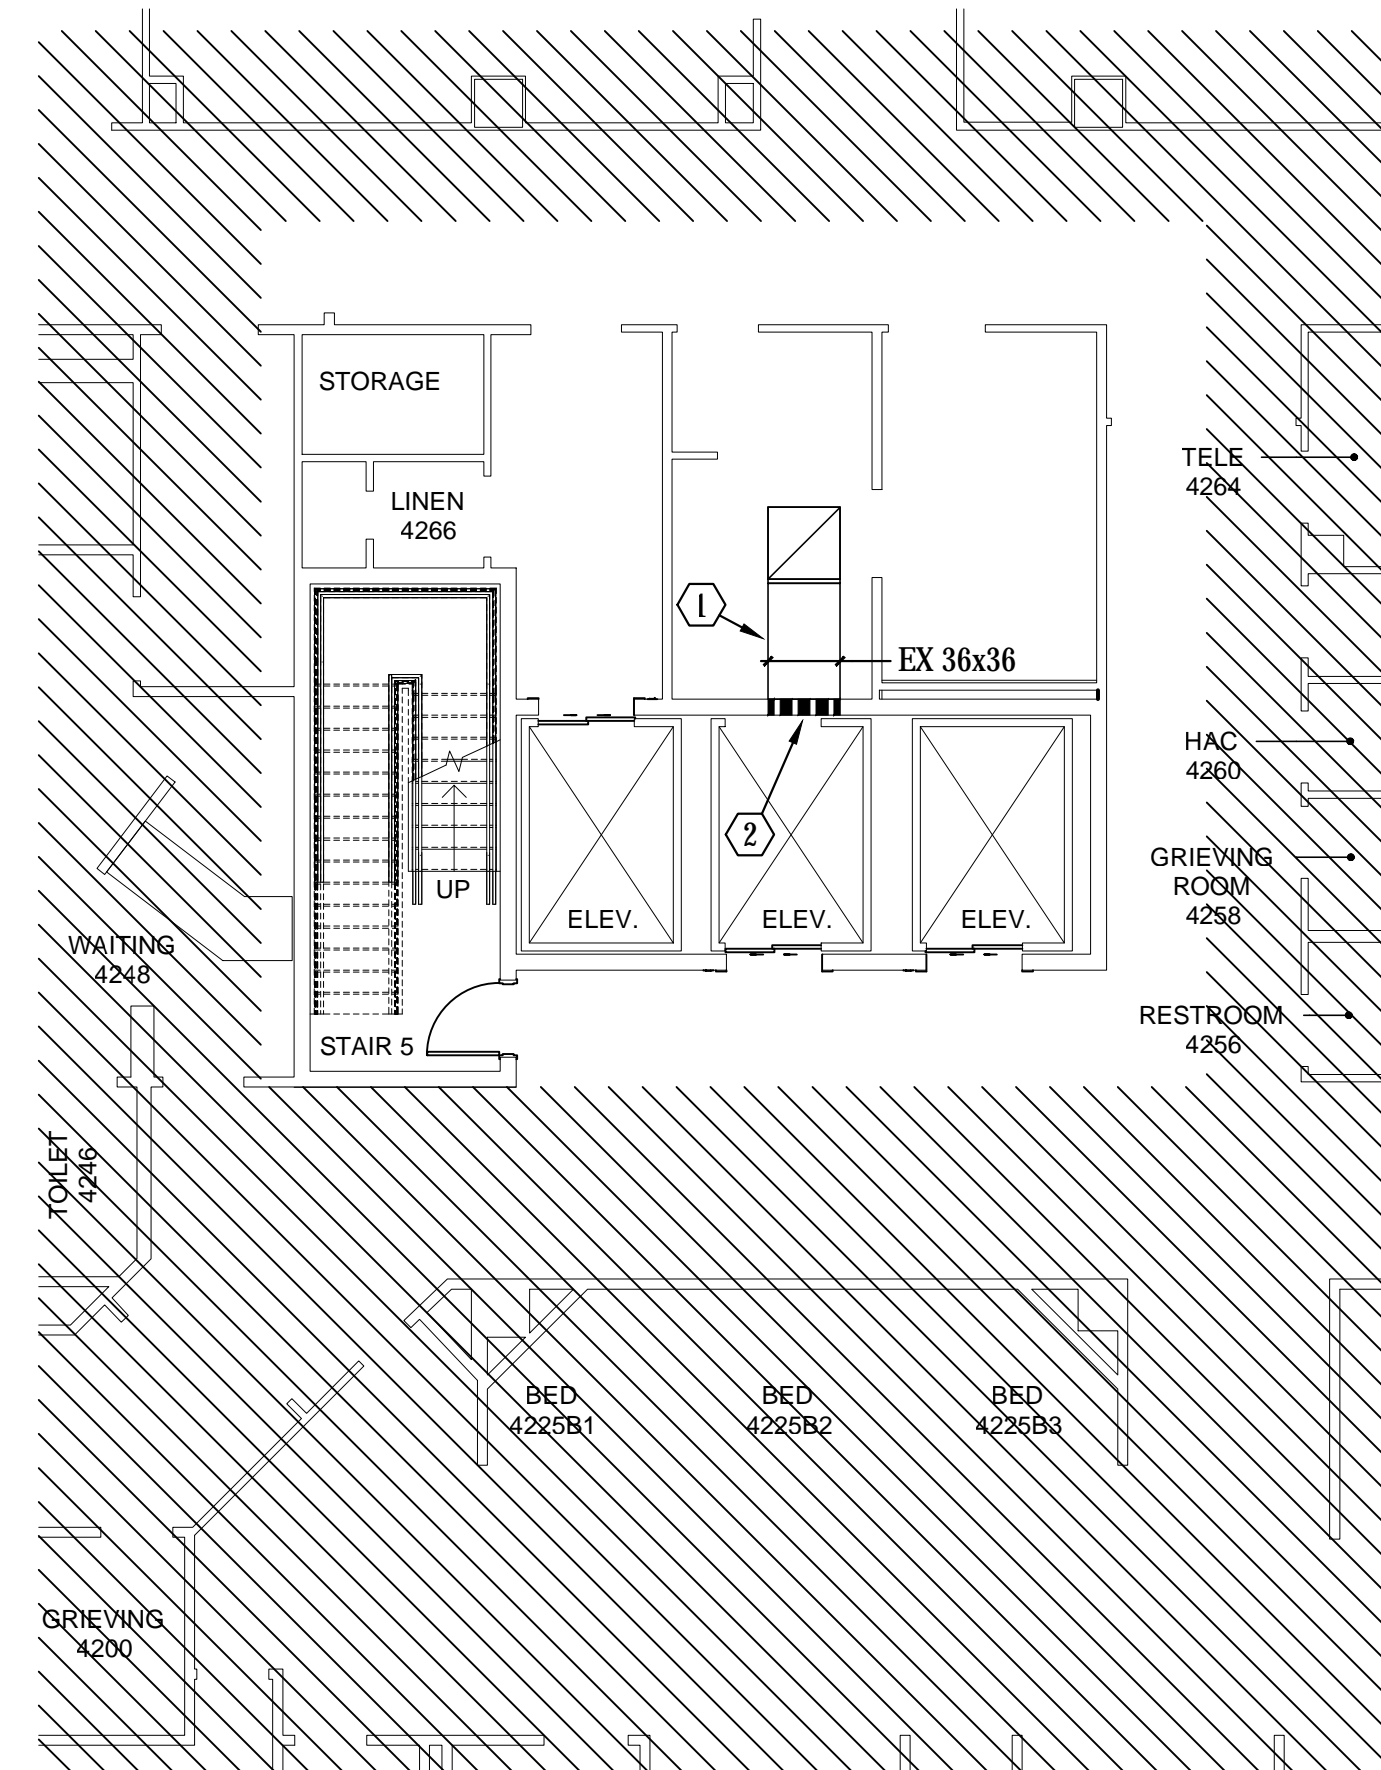 STORAGE
LINEN
4266
TELE
4264
1
EX 36x36
HAC
4260
2
GRIEVING
ROOM
4258
UP
ELEV.
ELEV.
ELEV.
WAITING
4248
RESTROOM
4256
STAIR 5
TOILET
4246
BED
4225B1
BED
4225B2
BED
4225B3
GRIEVING
4200